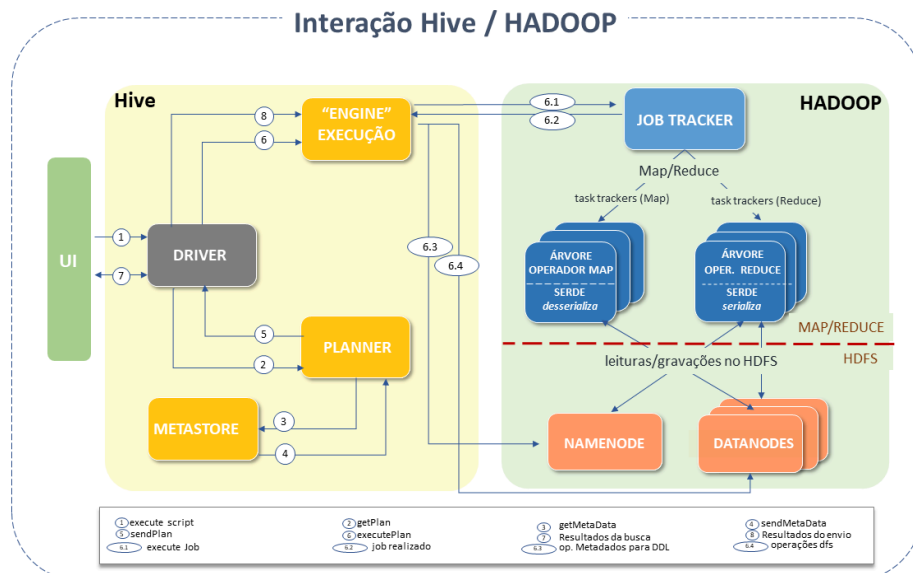 Interação Hive / HADOOP
Hive
"ENGINE"
EXECUÇÃO
8
6
6.1
6.2
JOB TRACKER
HADOOP
Map/Reduce
task trackers (Map)
task trackers (Reduce)
UI
1
7
DRIVER
6.3
6.4
ÁRVORE
OPERADOR MAP
SERDE
desserializa
ÁRVORE
OPER. REDUCE
SERDE
serializa
MAP/REDUCE
HDFS
5
2
PLANNER
leituras/gravações no HDFS
METASTORE
3
4
NAMENODE
DATANODES
1 execute script
2 getPlan
3 getMetaData
4 sendMetaData
5 sendPlan
6 executePlan
7 Resultados da busca
8 Resultados do envio
6.1 execute Job
6.2 job realizado
6.3 op. Metadados para DDL
6.4 operações dfs